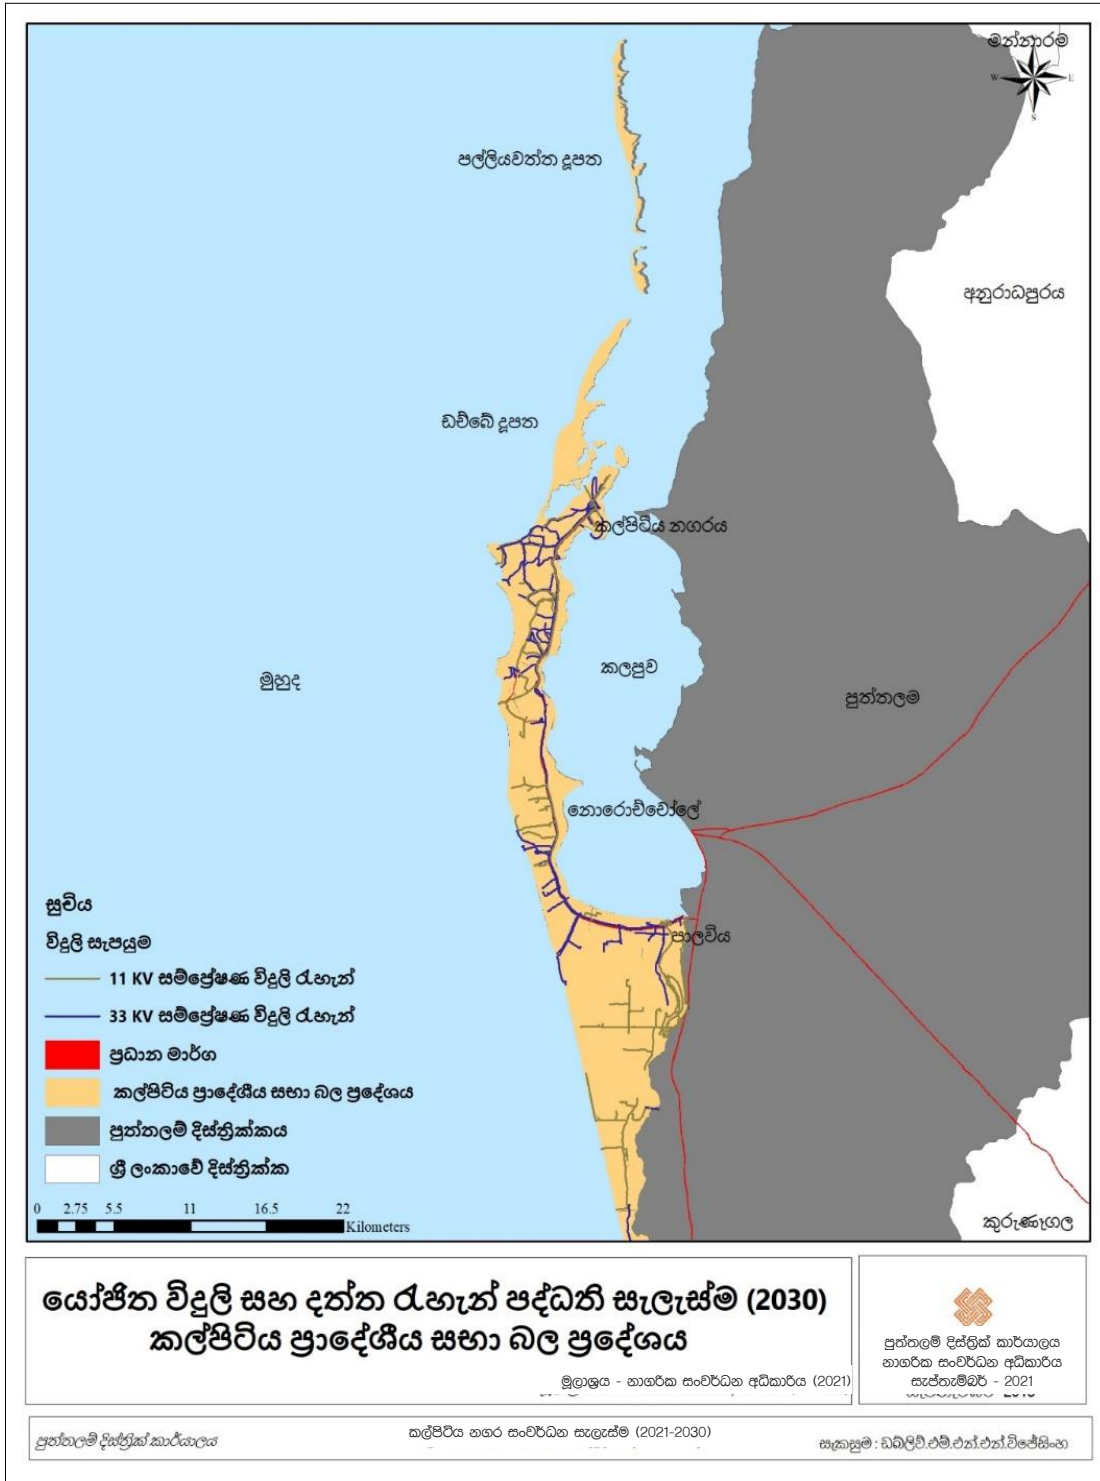 මන්නාරම
W E
S
පල්ලියවත්ත දූපත
අනුරාධපුරය
ඩච්බේ දූපත
කල්පිටිය නගරය
කලපුව
මුහුද
පුත්තලම
නොරොච්චෝලේ
පාලවිය
කුරුණෑගල
සූචිය
විදුලි සැපයුම
11 KV සම්ප්‍රේෂණ විදුලි රැහැන්
33 KV සම්ප්‍රේෂණ විදුලි රැහැන්
ප්‍රධාන මාර්ග
කල්පිටිය ප්‍රාදේශීය සභා බල ප්‍රදේශය
පුත්තලම් දිස්ත්‍රික්කය
ශ්‍රී ලංකාවේ දිස්ත්‍රික්ක
0 2.75 5.5 11 16.5 22
Kilometers
යෝජිත විදුලි සහ දත්ත රැහැන් පද්ධති සැලැස්ම (2030)
කල්පිටිය ප්‍රාදේශීය සභා බල ප්‍රදේශය
මූලාශ්‍රය - නාගරික සංවර්ධන අධිකාරිය (2021)
පුත්තලම් දිස්ත්‍රික් කාර්යාලය
නාගරික සංවර්ධන අධිකාරිය
සැප්තැම්බර් - 2021
පුත්තලම් දිස්ත්‍රික් කාර්යාලය
කල්පිටිය නගර සංවර්ධන සැලැස්ම (2021-2030)
සැකසුම : ඩබ්ලිව්.එම්.එන්.එන්.විජේසිංහ